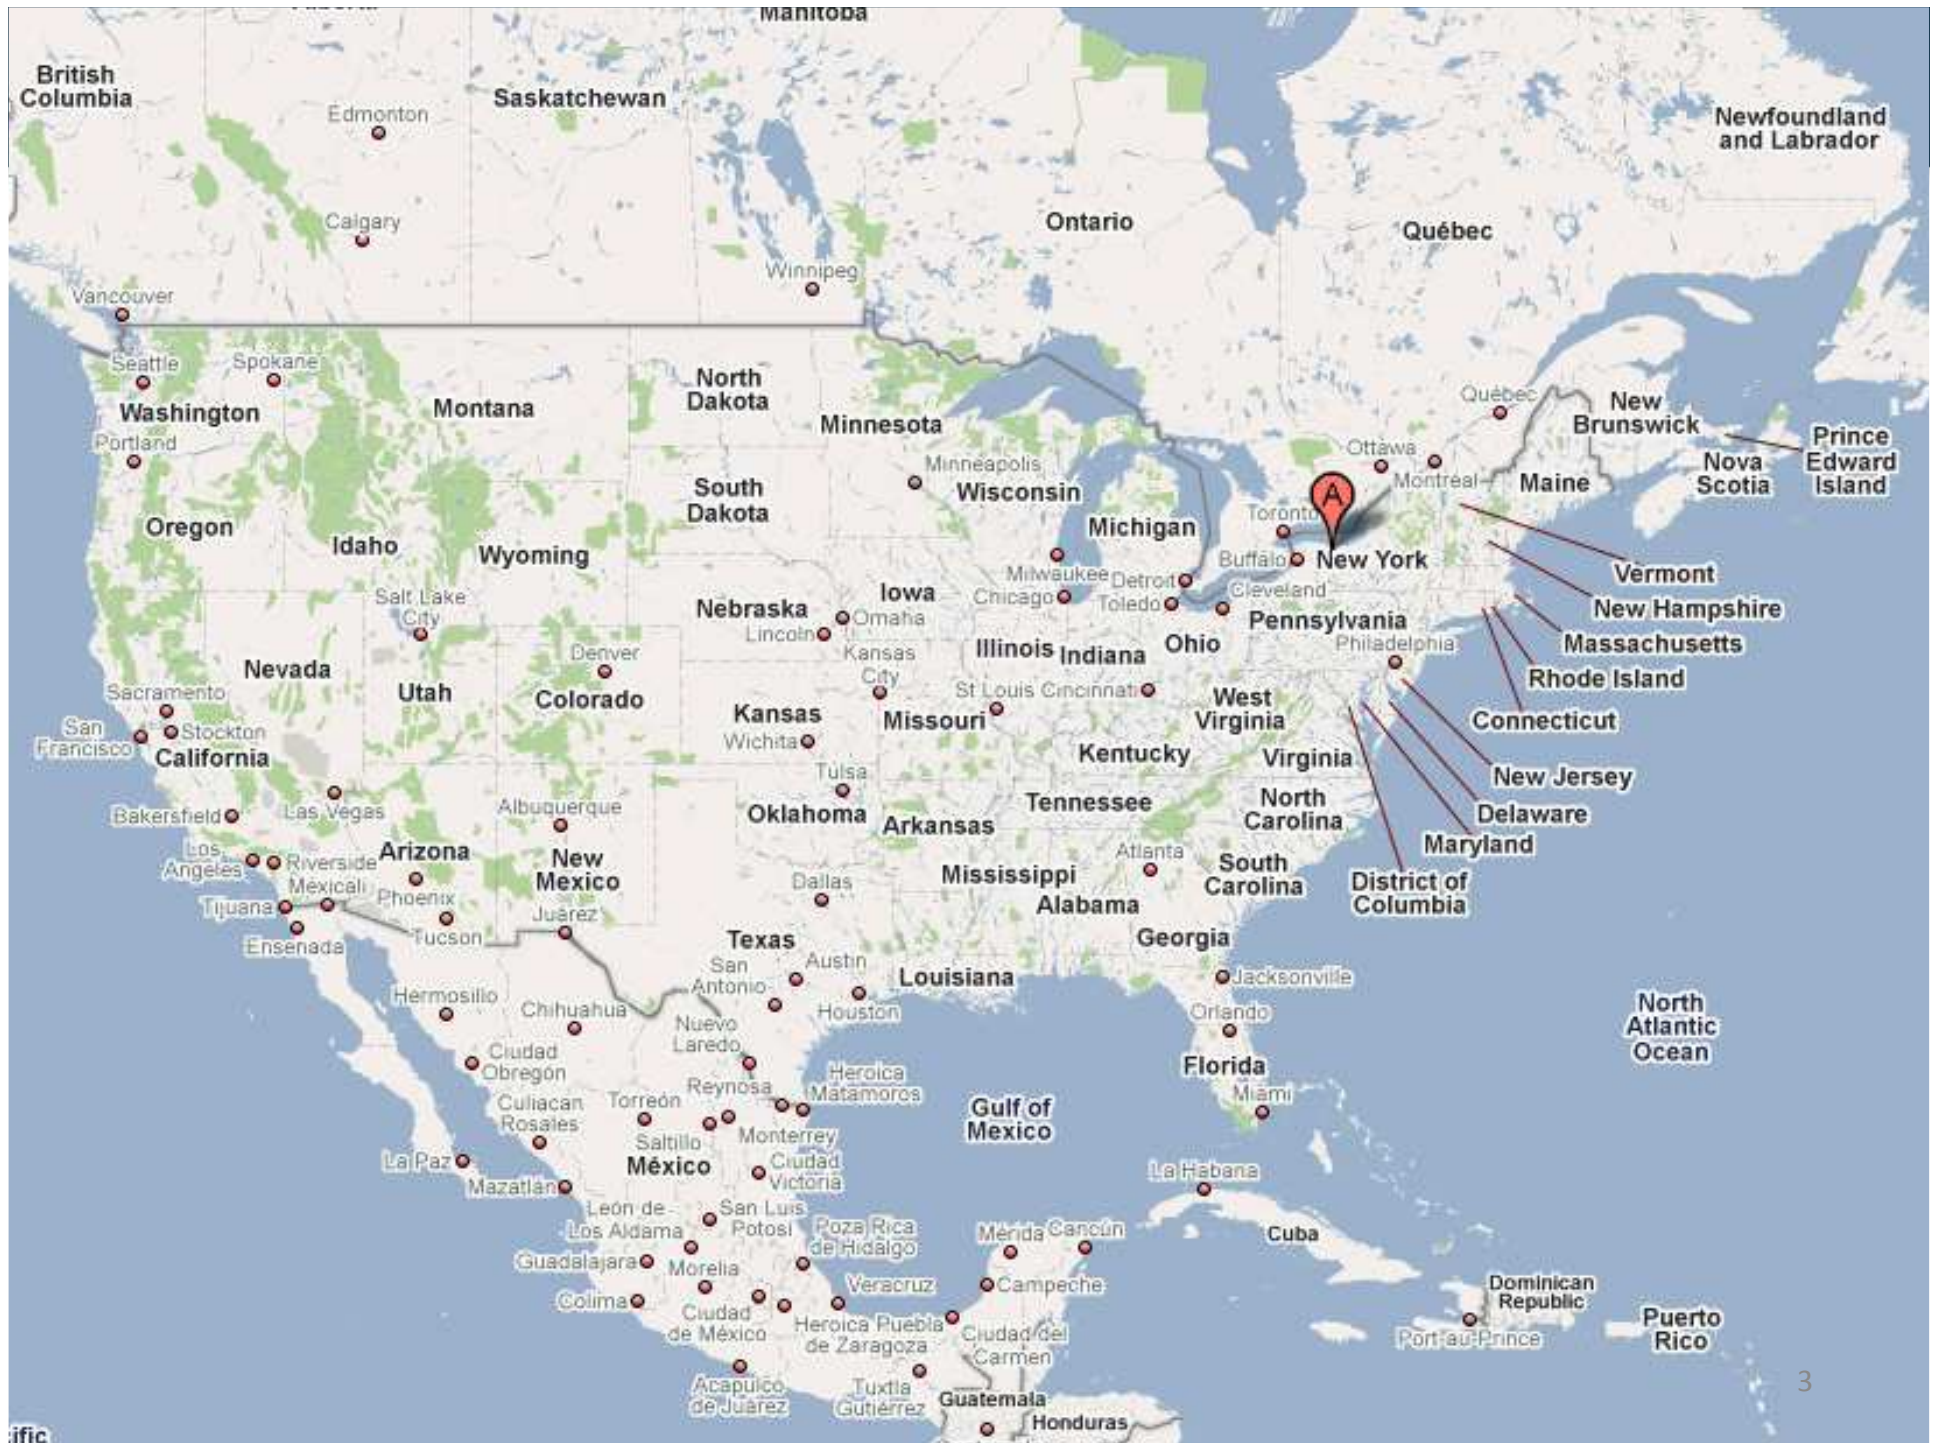 Manitoba
British
Columbia
Saskatchewan
Edmonton
Newfoundland
and Labrador
Calgary
Ontario
Québec
Winnipeg
Vancouver
Seattle
Spokane
North
Dakota
Washington
Montana
Minnesota
Québec
New
Brunswick
Prince
Edward
Island
Portland
Ottawa
Montréal
Maine
Nova
Scotia
Minneapolis
Wisconsin
South
Dakota
A
Toronto
Oregon
Idaho
Wyoming
Michigan
Buffalo
New York
Vermont
Milwaukee
Detroit
Iowa
Salt Lake
City
Nebraska
Omaha
Lincoln
Chicago
Toledo
Cleveland
Pennsylvania
New Hampshire
Massachusetts
Illinois
Indiana
Ohio
Philadelphia
Rhode Island
Kansas
City
Nevada
Denver
Utah
Colorado
St Louis
Cincinnati
West
Virginia
Connecticut
Sacramento
San
Francisco
Stockton
California
Kansas
Wichita
Missouri
Kentucky
Virginia
New Jersey
Tulsa
Las Vegas
Bakersfield
Albuquerque
Oklahoma
Arkansas
Tennessee
North
Carolina
Delaware
Maryland
Los
Angeles
Riverside
Arizona
New
Mexico
Atlanta
South
Carolina
Mississippi
Alabama
District of
Columbia
Mexicali
Phoenix
Dallas
Tijuana
Ensenada
Tucson
Juárez
Texas
Georgia
San
Antonio
Austin
Houston
Louisiana
Jacksonville
Hermosillo
Chihuahua
Orlando
North
Atlantic
Ocean
Nuevo
Laredo
Ciudad
Obregón
Florida
Reynosa
Heroica
Matamoros
Miami
Culiacan
Rosales
Torreón
Saltillo
Monterrey
Gulf of
Mexico
La Paz
México
Ciudad
Victoria
La Habana
Mazatlán
León de
Los Aldama
San Luis
Potosí
Poza Rica
de Hidalgo
Mérida
Cancún
Cuba
Guadalajara
Morelia
Veracruz
Campeche
Dominican
Republic
Colima
Ciudad
de México
Heroica Puebla
de Zaragoza
Ciudad del
Carmen
Port-au-Prince
Puerto
Rico
Acapulco
de Juárez
Tuxtla
Gutiérrez
Guatemala
Honduras
3